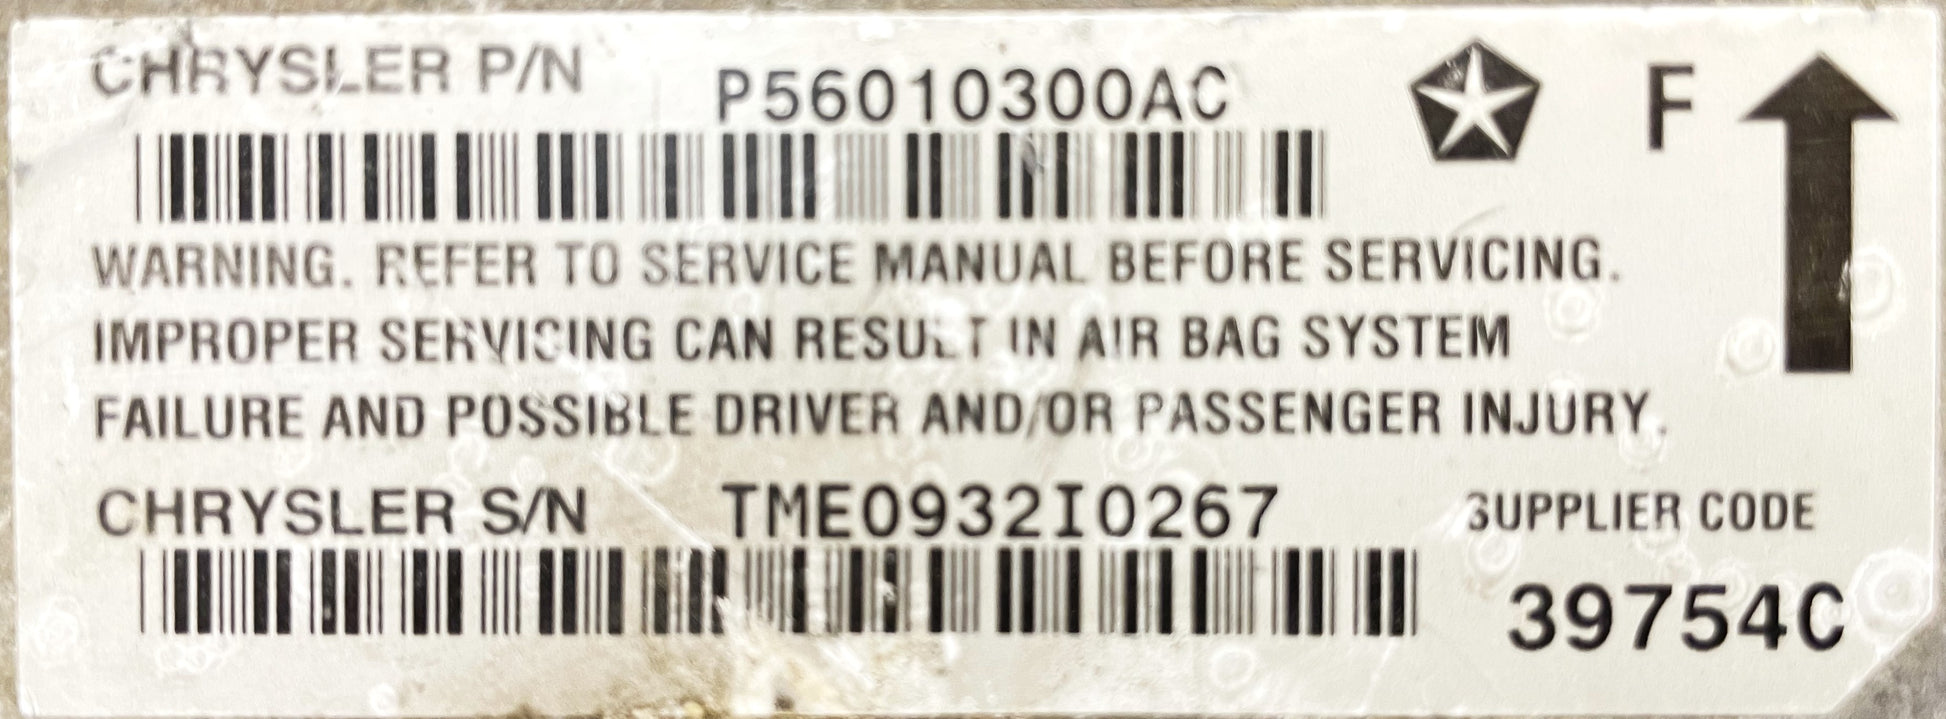 CHRYSLER P/N P56010300AC F
WARNING. REFER TO SERVICE MANUAL BEFORE SERVICING.
IMPROPER SERVICING CAN RESULT IN AIR BAG SYSTEM
FAILURE AND POSSIBLE DRIVER AND/OR PASSENGER INJURY.
CHRYSLER S/N TME0932I0267 SUPPLIER CODE
39754C